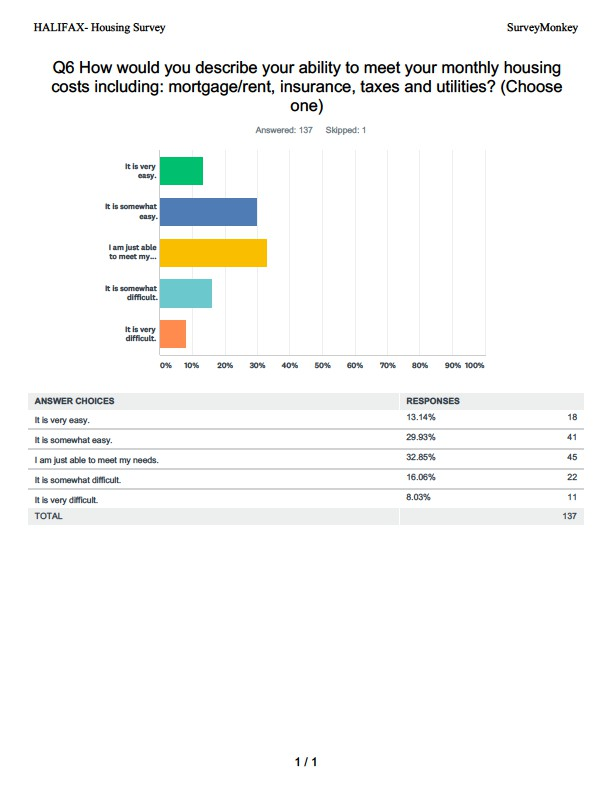 HALIFAX- Housing Survey SurveyMonkey
Q6 How would you describe your ability to meet your monthly housing
costs including: mortgage/rent, insurance, taxes and utilities? (Choose
one)
Answered: 137 Skipped: 1
It is very
easy.
It is somewhat
easy.
I am just able
to meet my...
It is somewhat
difficult.
It is very
difficult.
0% 10% 20% 30% 40% 50% 60% 70% 80% 90% 100%
ANSWER CHOICES RESPONSES
It is very easy. 13.14% 18
It is somewhat easy. 29.93% 41
I am just able to meet my needs. 32.85% 45
It is somewhat difficult. 16.06% 22
It is very difficult. 8.03% 11
TOTAL 137
1 / 1